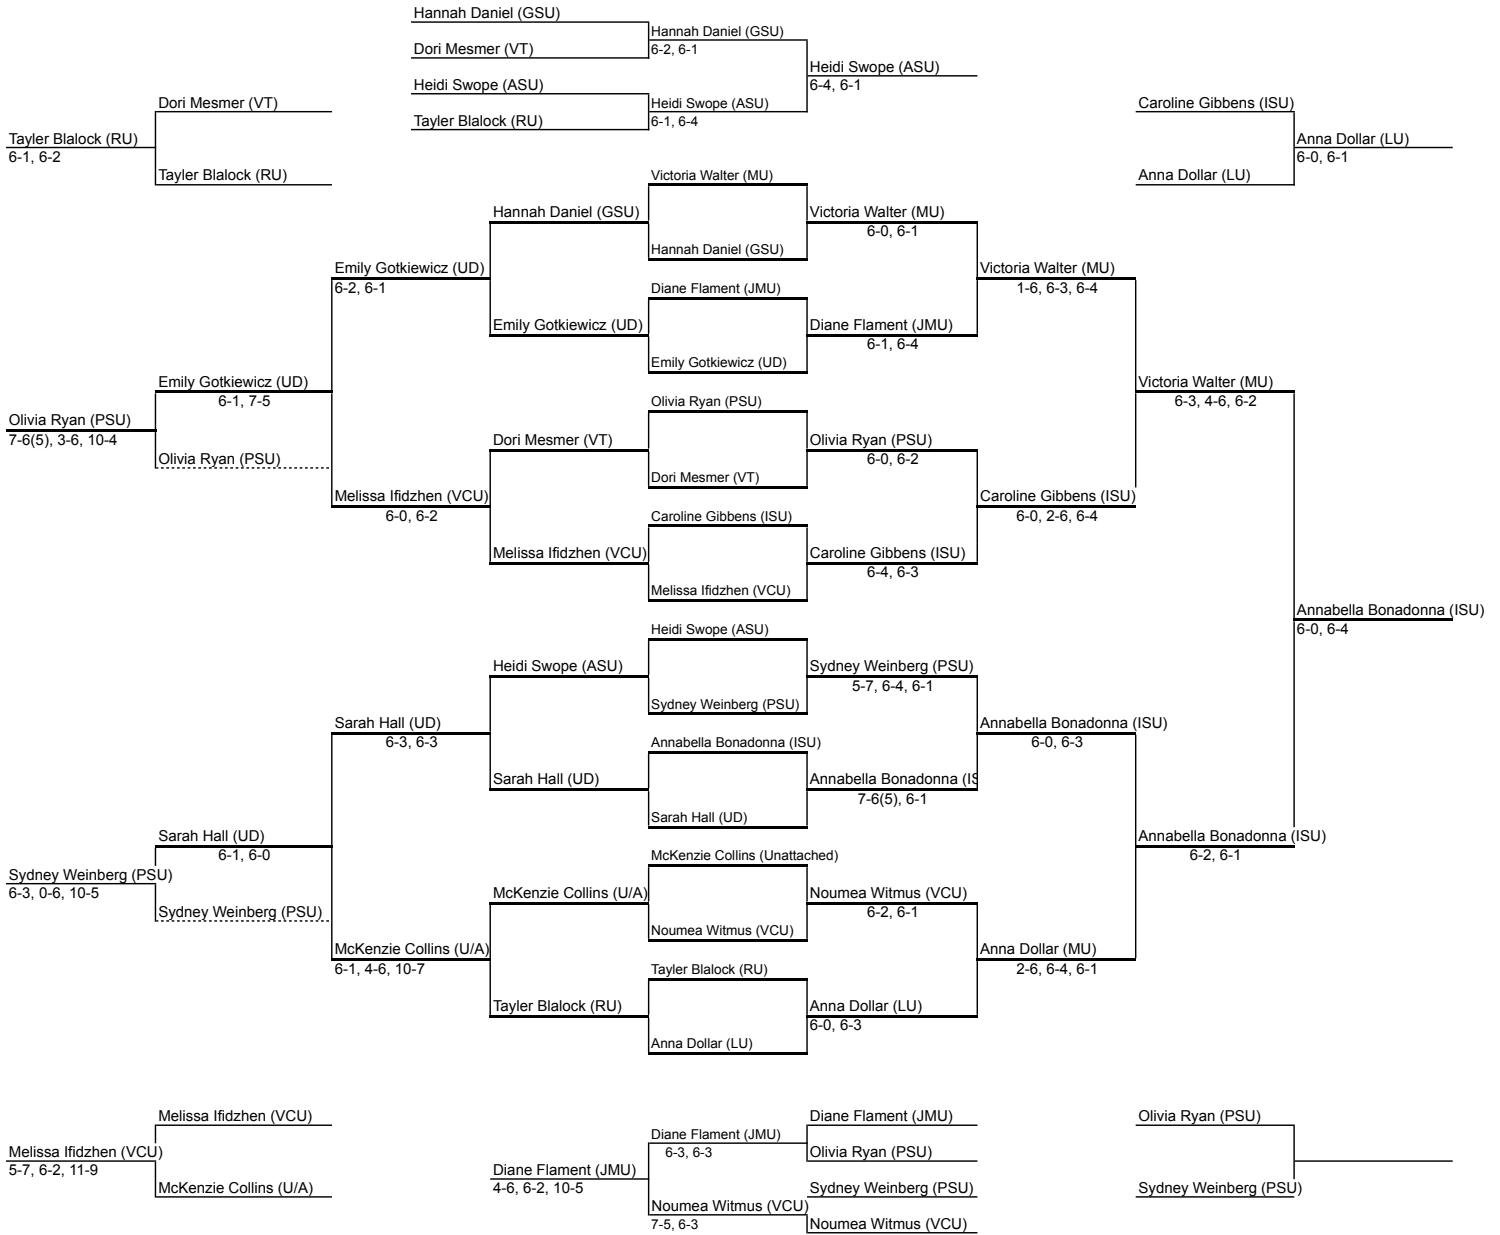 Hannah Daniel (GSU)
Hannah Daniel (GSU)
Dori Mesmer (VT)
6-2, 6-1
Heidi Swope (ASU)
6-4, 6-1
Heidi Swope (ASU)
Heidi Swope (ASU)
Tayler Blalock (RU)
6-1, 6-4
Dori Mesmer (VT)
Tayler Blalock (RU)
6-1, 6-2
Tayler Blalock (RU)
Caroline Gibbens (ISU)
Anna Dollar (LU)
6-0, 6-1
Anna Dollar (LU)
Victoria Walter (MU)
Hannah Daniel (GSU)
Victoria Walter (MU)
6-0, 6-1
Hannah Daniel (GSU)
Emily Gotkiewicz (UD)
6-2, 6-1
Victoria Walter (MU)
1-6, 6-3, 6-4
Diane Flament (JMU)
Emily Gotkiewicz (UD)
Diane Flament (JMU)
6-1, 6-4
Emily Gotkiewicz (UD)
Emily Gotkiewicz (UD)
6-1, 7-5
Victoria Walter (MU)
6-3, 4-6, 6-2
Olivia Ryan (PSU)
7-6(5), 3-6, 10-4
Olivia Ryan (PSU)
Olivia Ryan (PSU)
Dori Mesmer (VT)
Olivia Ryan (PSU)
6-0, 6-2
Dori Mesmer (VT)
Melissa Ifidzhen (VCU)
6-0, 6-2
Caroline Gibbens (ISU)
6-0, 2-6, 6-4
Caroline Gibbens (ISU)
Melissa Ifidzhen (VCU)
Caroline Gibbens (ISU)
6-4, 6-3
Melissa Ifidzhen (VCU)
Annabella Bonadonna (ISU)
6-0, 6-4
Heidi Swope (ASU)
Heidi Swope (ASU)
Sydney Weinberg (PSU)
5-7, 6-4, 6-1
Sydney Weinberg (PSU)
Sarah Hall (UD)
6-3, 6-3
Annabella Bonadonna (ISU)
6-0, 6-3
Annabella Bonadonna (ISU)
Sarah Hall (UD)
Annabella Bonadonna (IS
7-6(5), 6-1
Sarah Hall (UD)
Sarah Hall (UD)
6-1, 6-0
Annabella Bonadonna (ISU)
6-2, 6-1
Sydney Weinberg (PSU)
6-3, 0-6, 10-5
Sydney Weinberg (PSU)
McKenzie Collins (Unattached)
McKenzie Collins (U/A)
Noumea Witmus (VCU)
6-2, 6-1
Noumea Witmus (VCU)
McKenzie Collins (U/A)
6-1, 4-6, 10-7
Anna Dollar (MU)
2-6, 6-4, 6-1
Tayler Blalock (RU)
Tayler Blalock (RU)
Anna Dollar (LU)
6-0, 6-3
Anna Dollar (LU)
Melissa Ifidzhen (VCU)
Melissa Ifidzhen (VCU)
5-7, 6-2, 11-9
McKenzie Collins (U/A)
Diane Flament (JMU)
Diane Flament (JMU)
6-3, 6-3
Olivia Ryan (PSU)
Diane Flament (JMU)
4-6, 6-2, 10-5
Sydney Weinberg (PSU)
Noumea Witmus (VCU)
7-5, 6-3
Noumea Witmus (VCU)
Olivia Ryan (PSU)
Sydney Weinberg (PSU)